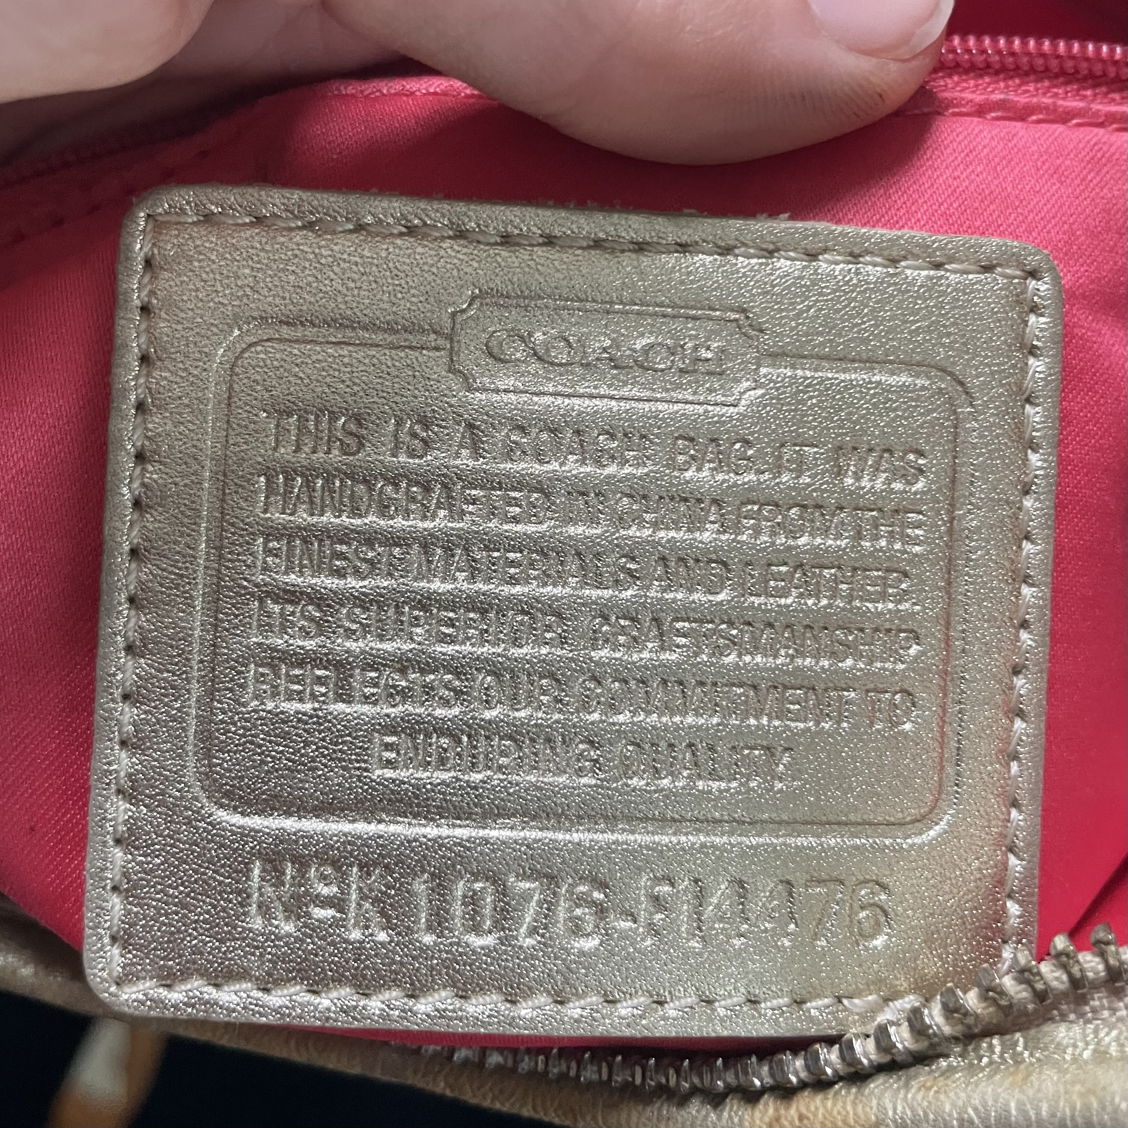 COACH
THIS IS A COACH BAG. IT WAS
HANDCRAFTED IN CHINA FROM THE
FINEST MATERIALS AND LEATHER.
ITS SUPERIOR CRAFTSMANSHIP
REFLECTS OUR COMMITMENT TO
ENDURING QUALITY
Nº K1076-F14476